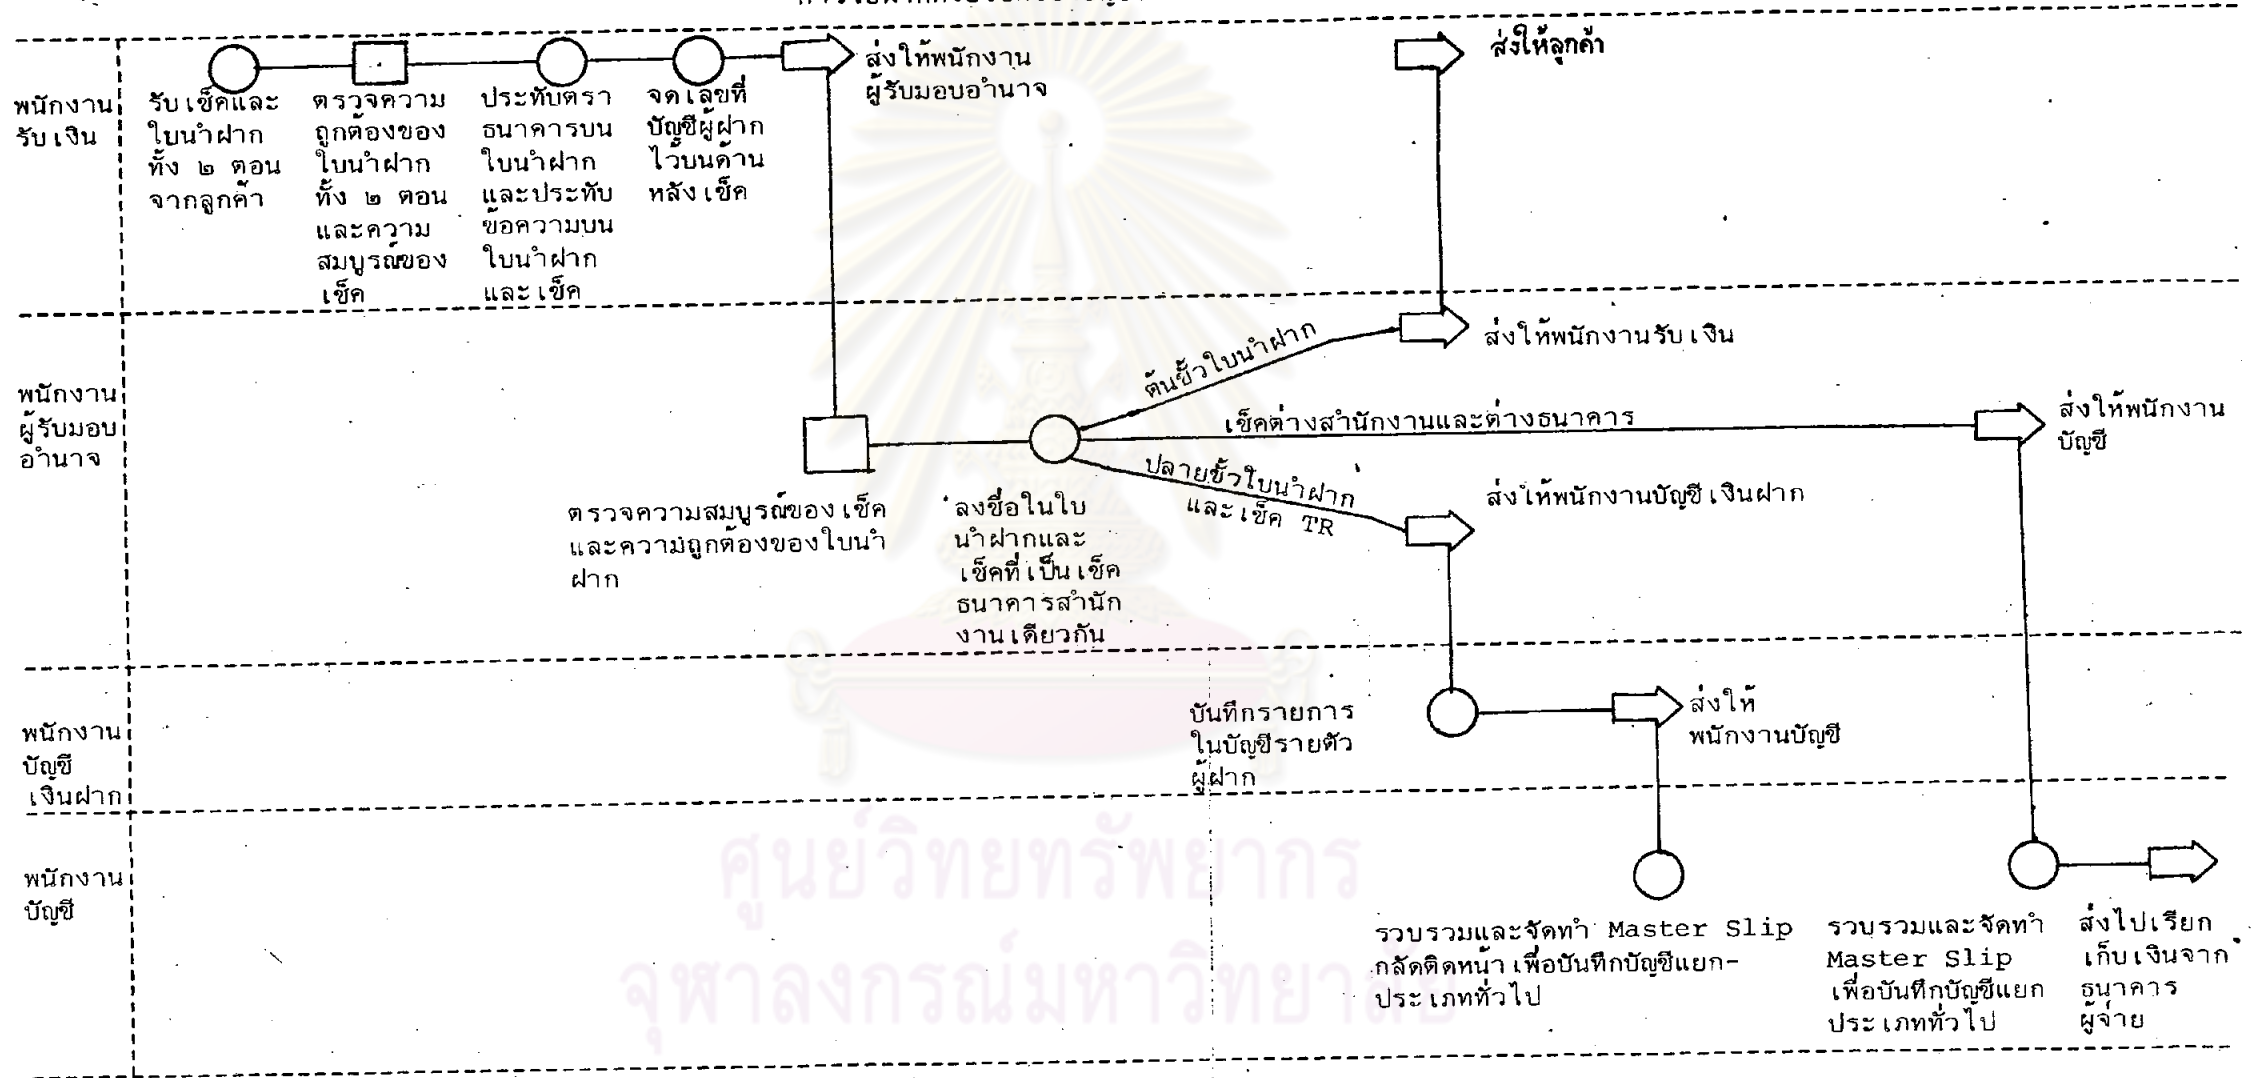 พนักงาน
รับเงิน
รับเช็คและ
ใบนำฝาก
ทั้ง ๒ ตอน
จากลูกค้า
ตรวจความ
ถูกต้องของ
ใบนำฝาก
ทั้ง ๒ ตอน
และความ
สมบูรณ์ของ
เช็ค
ประทับตรา
ธนาคารบน
ใบนำฝาก
และประทับ
ข้อความบน
ใบนำฝาก
และเช็ค
จดเลขที่
บัญชีผู้ฝาก
ไว้บนด้าน
หลังเช็ค
ส่งให้พนักงาน
ผู้รับมอบอำนาจ
ส่งให้ลูกค้า
พนักงาน
ผู้รับมอบ
อำนาจ
ตรวจความสมบูรณ์ของเช็ค
และความถูกต้องของใบนำ
ฝาก
ลงชื่อในใบ
นำฝากและ
เช็คที่เป็นเช็ค
ธนาคารสำนัก
งานเดียวกัน
ต้นขั้วใบนำฝาก
ส่งให้พนักงานรับเงิน
เช็คต่างสำนักงานและต่างธนาคาร
ส่งให้พนักงาน
บัญชี
ปลายขั้วใบนำฝาก
และเช็ค TR
ส่งให้พนักงานบัญชีเงินฝาก
พนักงาน
บัญชี
เงินฝาก
บันทึกรายการ
ในบัญชีรายตัว
ผู้ฝาก
ส่งให้
พนักงานบัญชี
พนักงาน
บัญชี
รวบรวมและจัดทำ Master Slip
กลัดติดหน้าเพื่อบันทึกบัญชีแยก-
ประเภททั่วไป
รวบรวมและจัดทำ
Master Slip
เพื่อบันทึกบัญชีแยก
ประเภททั่วไป
ส่งไปเรียก
เก็บเงินจาก
ธนาคาร
ผู้จ่าย
ศูนย์วิทยทรัพยากร
จุฬาลงกรณ์มหาวิทยาลัย